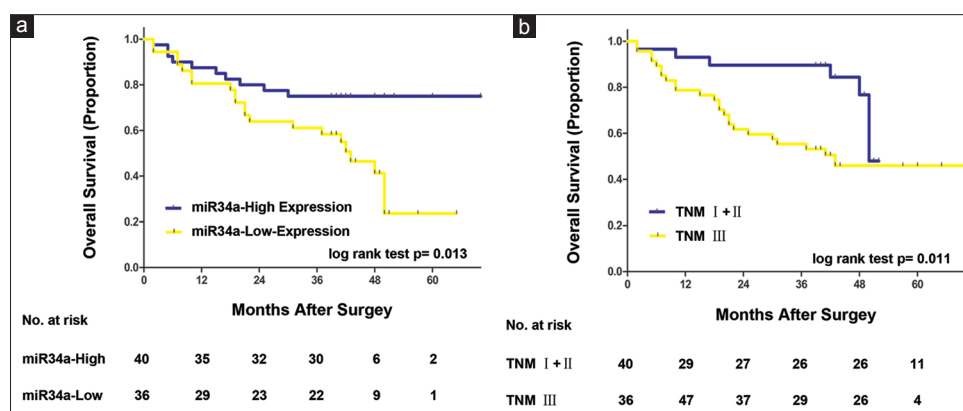 a
Overall Survival (Proportion)
1.0
0.8
0.6
0.4
0.2
0.0
miR34a-High Expression
miR34a-Low-Expression
log rank test p= 0.013
0 12 24 36 48 60
Months After Surgey
No. at risk
miR34a-High 40 35 32 30 6 2
miR34a-Low 36 29 23 22 9 1
b
Overall Survival (Proportion)
1.0
0.8
0.6
0.4
0.2
0.0
TNM Ⅰ+Ⅱ
TNM Ⅲ
log rank test p= 0.011
0 12 24 36 48 60
Months After Surgey
No. at risk
TNM Ⅰ+Ⅱ 40 29 27 26 26 11
TNM Ⅲ 36 47 37 29 26 4